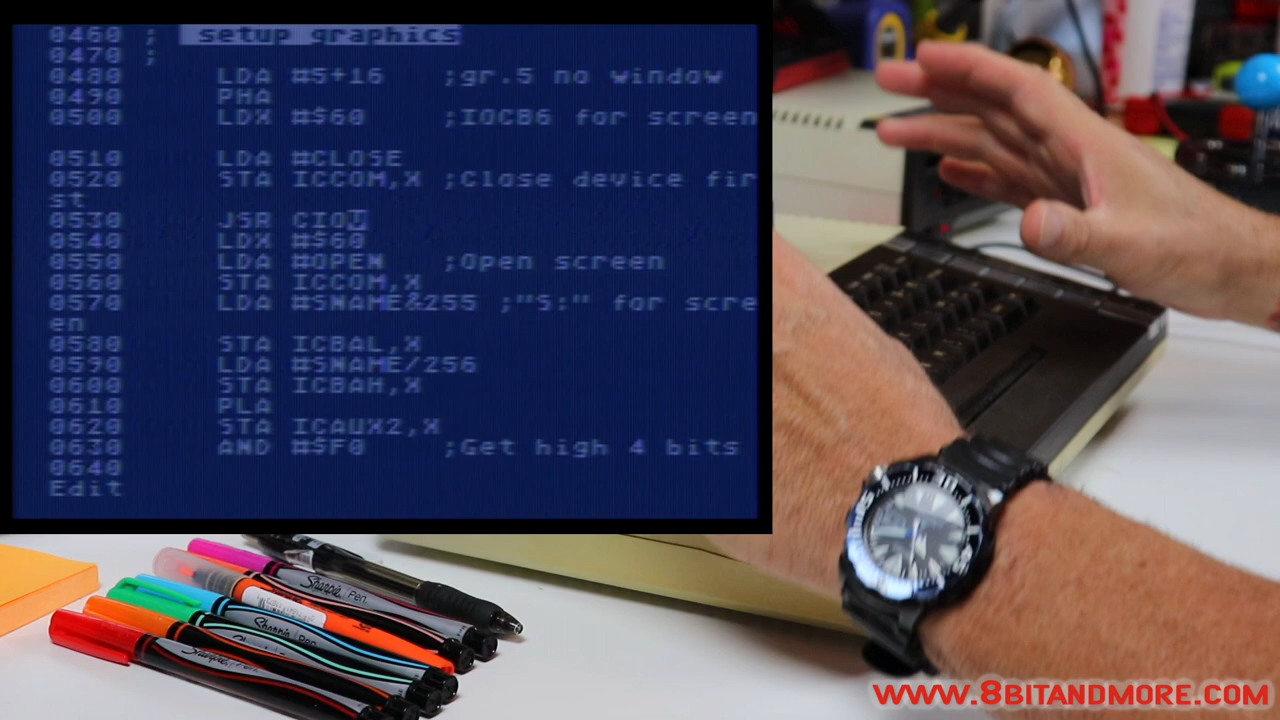 0460 ;  setup graphics
0470 ;
0480 LDA #5+16 ;gr.5 no window
0490 PHA
0500 LDX #$60 ;IOCB6 for screen
0510 LDA #CLOSE
0520 STA ICCOM,X ;Close device fir
st
0530 JSR CIOV
0540 LDX #$60
0550 LDA #OPEN ;Open screen
0560 STA ICCOM,X
0570 LDA #SNAME&255 ;"S:" for scre
en
0580 STA ICBAL,X
0590 LDA #SNAME/256
0600 STA ICBAH,X
0610 PLA
0620 STA ICAUX2,X
0630 AND #$F0 ;Get high 4 bits
0640
Edit
Sharpie Pen.
Sharpie Pen
Sharpie
www.8bitandmore.com